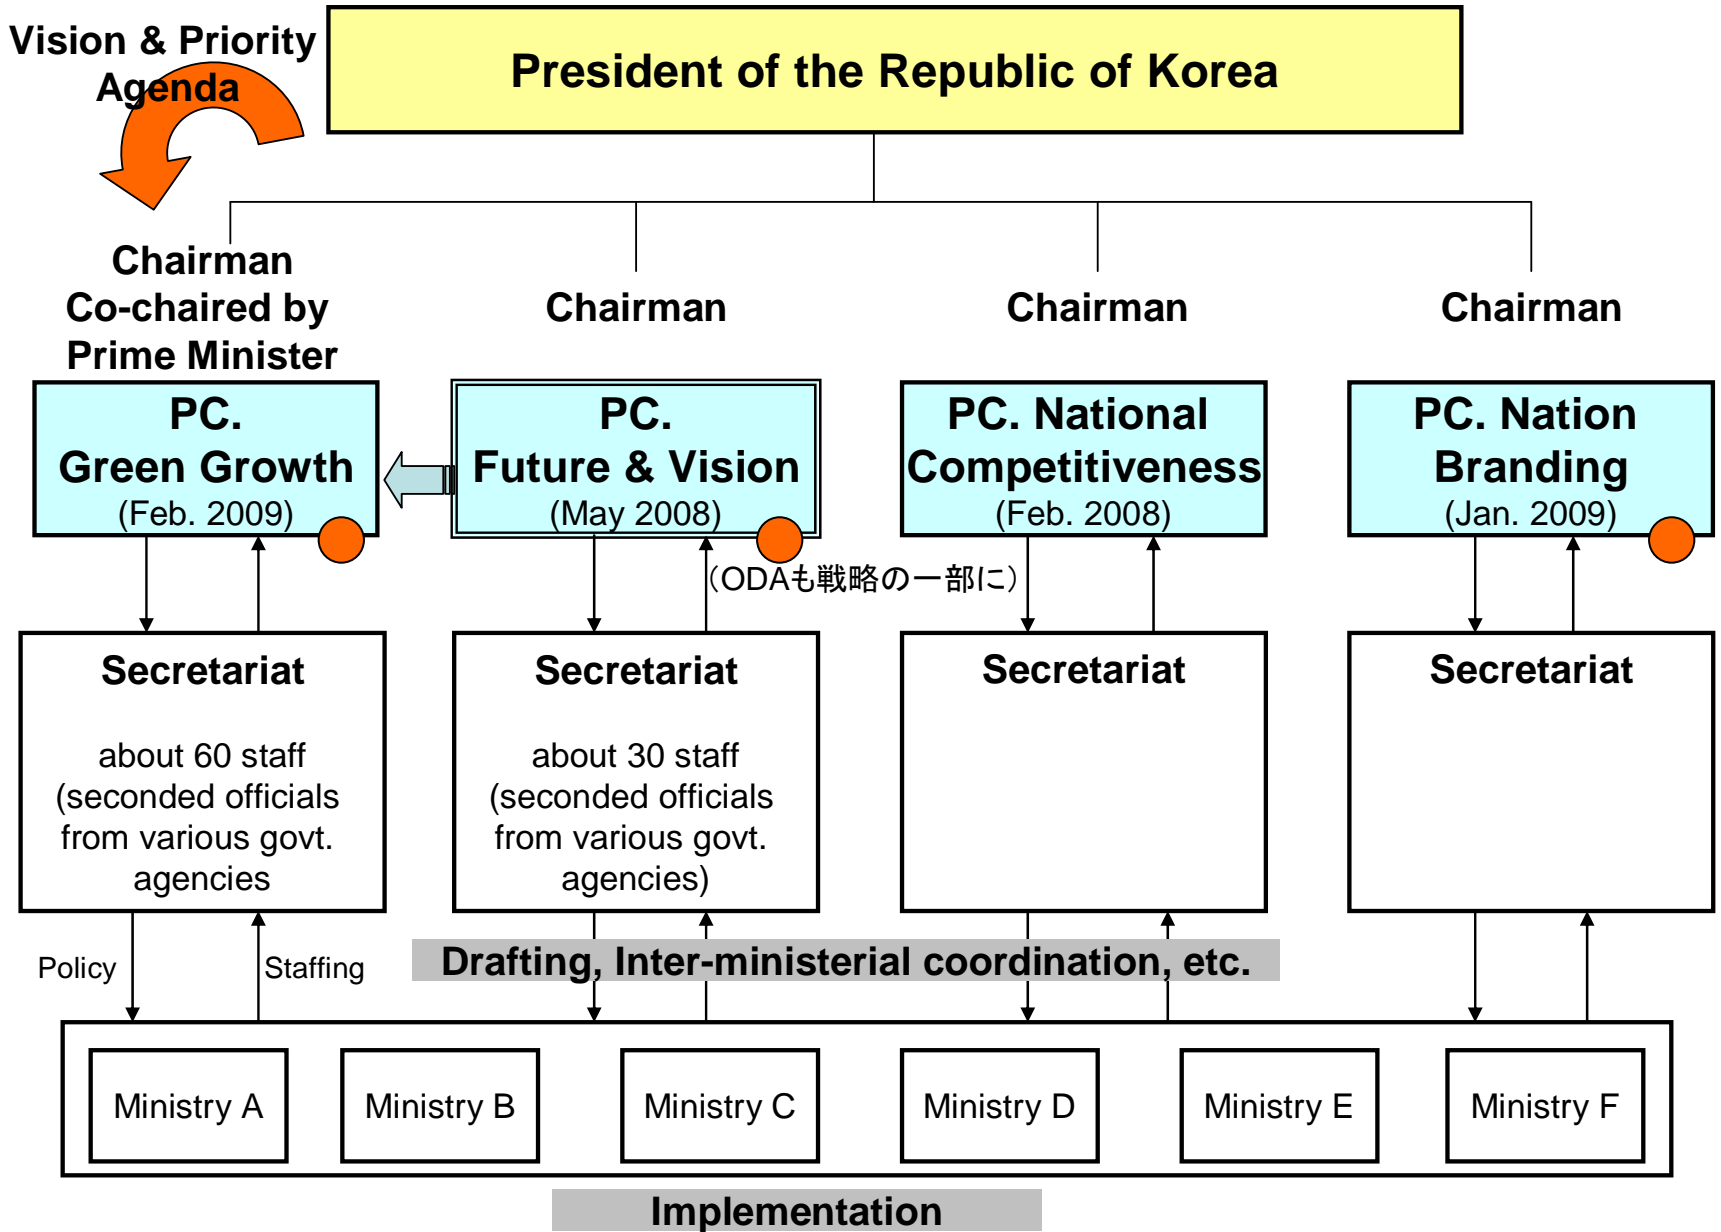 Vision & Priority
Agenda
President of the Republic of Korea
Chairman
Co-chaired by
Prime Minister
Chairman
Chairman
Chairman
PC.
Green Growth
(Feb. 2009)
PC.
Future & Vision
(May 2008)
PC. National
Competitiveness
(Feb. 2008)
PC. Nation
Branding
(Jan. 2009)
（ODAも戦略の一部に）
Secretariat
about 60 staff
(seconded officials
from various govt.
agencies
Secretariat
about 30 staff
(seconded officials
from various govt.
agencies)
Secretariat
Secretariat
Policy
Staffing
Drafting, Inter-ministerial coordination, etc.
Ministry A
Ministry B
Ministry C
Ministry D
Ministry E
Ministry F
Implementation